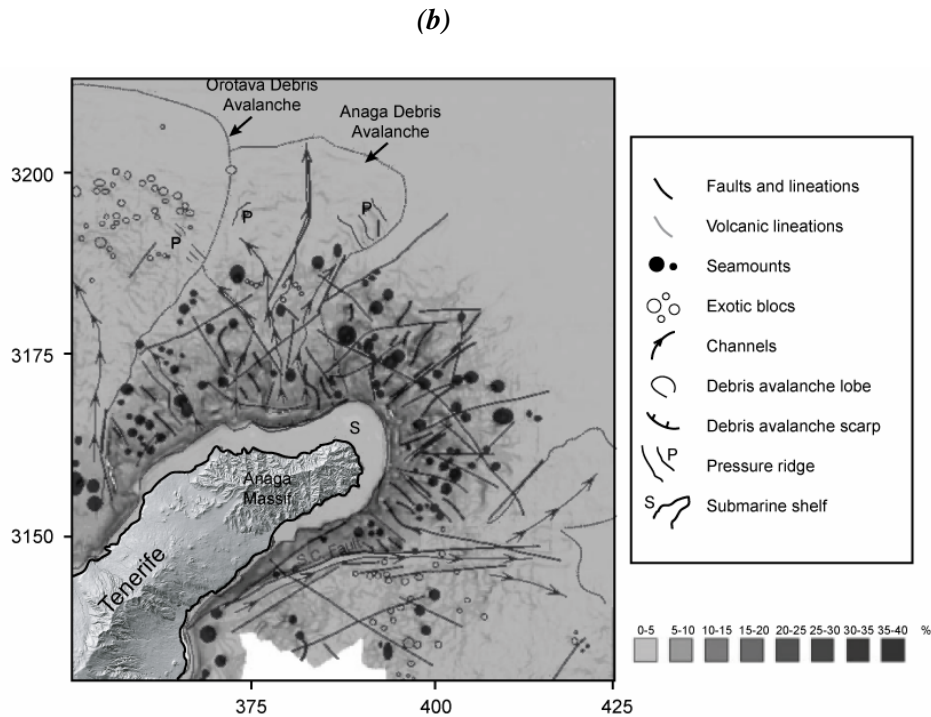 (b)
Orotava Debris
Avalanche
Anaga Debris
Avalanche
3200
3175
3150
P
P
P
S
Anaga
Massif
Tenerife
S.C. Fault
375
400
425
Faults and lineations
Volcanic lineations
Seamounts
Exotic blocs
Channels
Debris avalanche lobe
Debris avalanche scarp
P
Pressure ridge
S
Submarine shelf
0-5 5-10 10-15 15-20 20-25 25-30 30-35 35-40 %